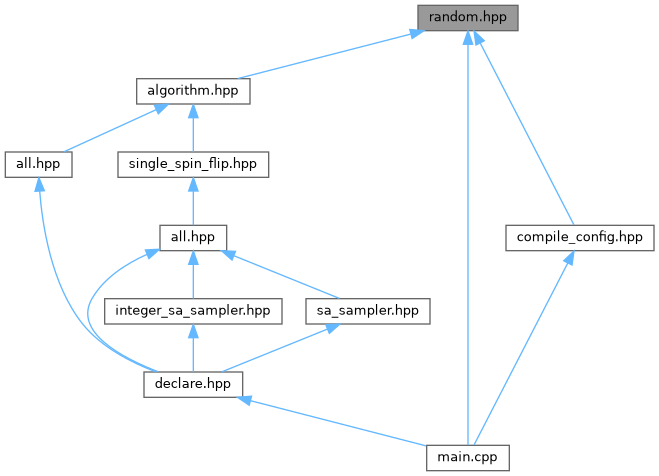 random.hpp
algorithm.hpp
all.hpp
single_spin_flip.hpp
all.hpp
compile_config.hpp
integer_sa_sampler.hpp
sa_sampler.hpp
declare.hpp
main.cpp